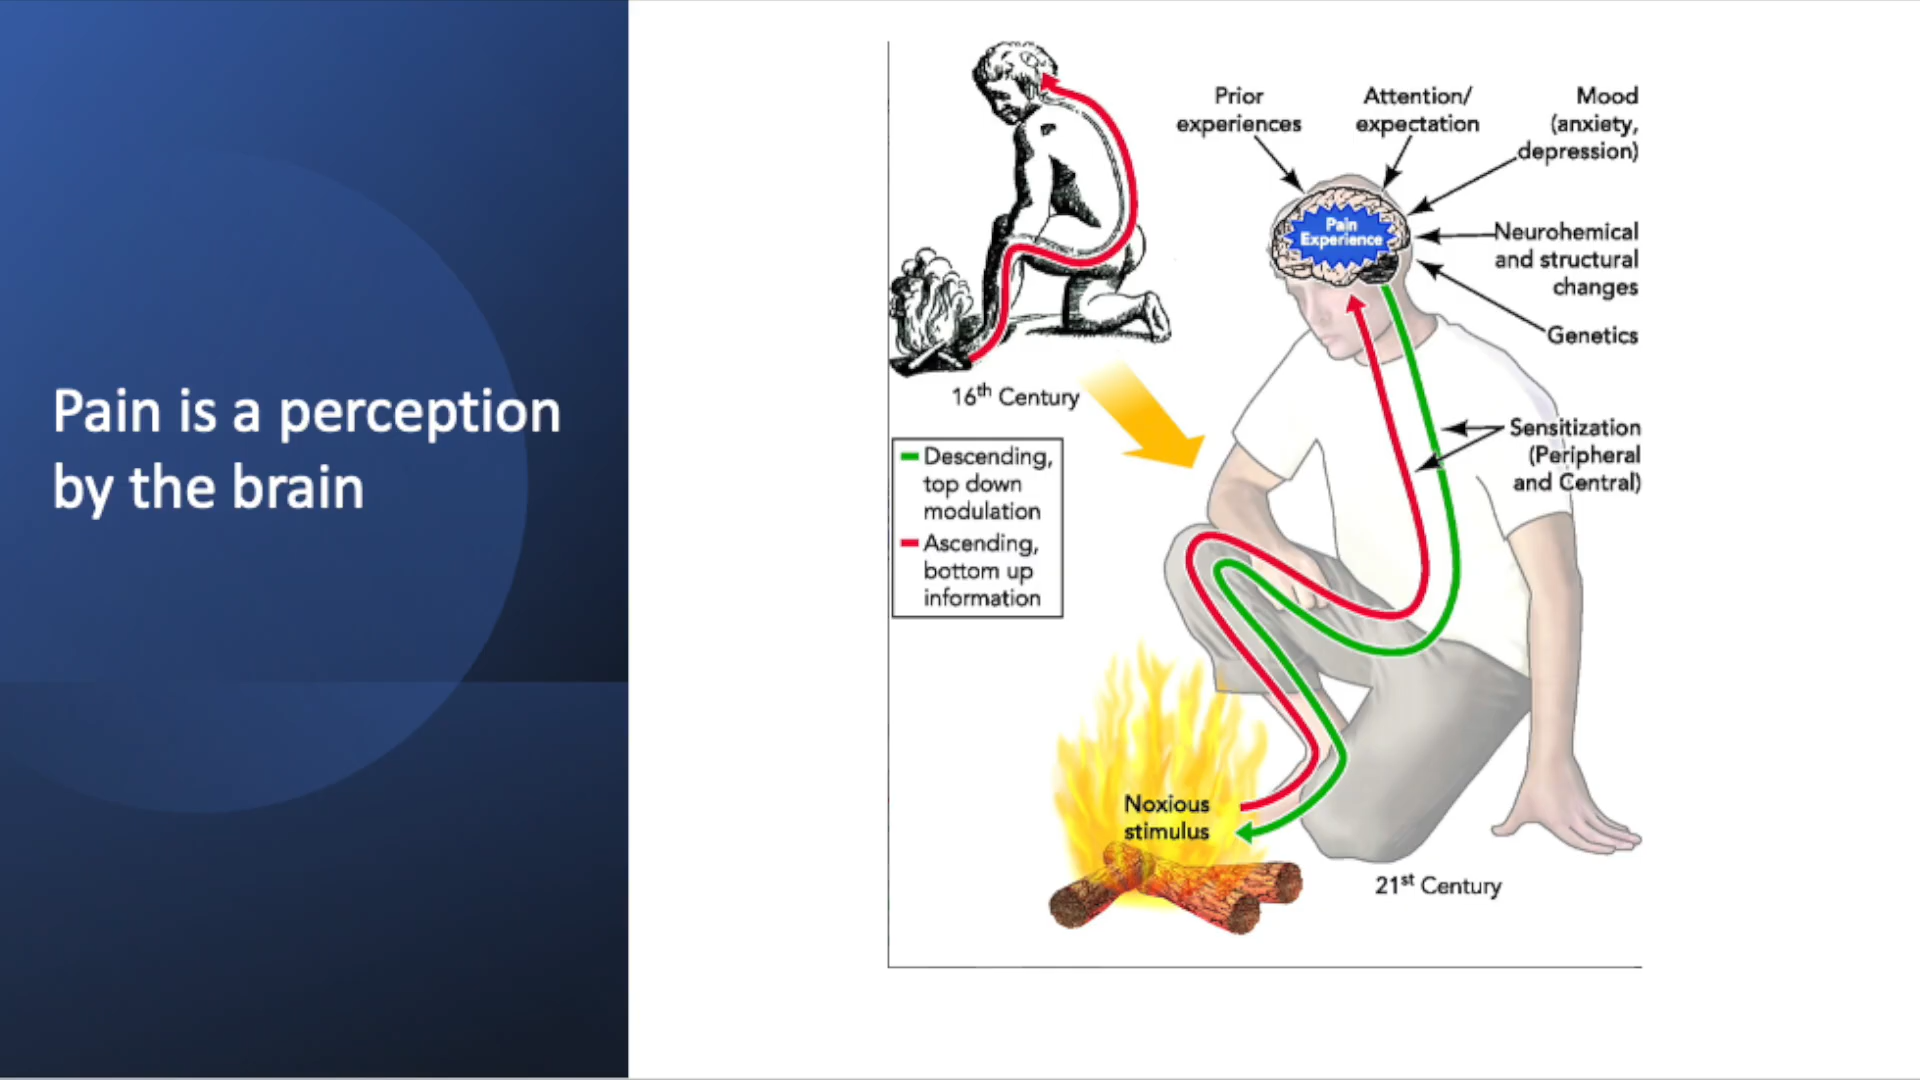 Pain is a perception
by the brain
16th Century
Descending,
top down
modulation
Ascending,
bottom up
information
Prior
experiences
Attention/
expectation
Mood
(anxiety,
depression)
Pain
Experience
Neurohemical
and structural
changes
Genetics
Sensitization
(Peripheral
and Central)
Noxious
stimulus
21st Century